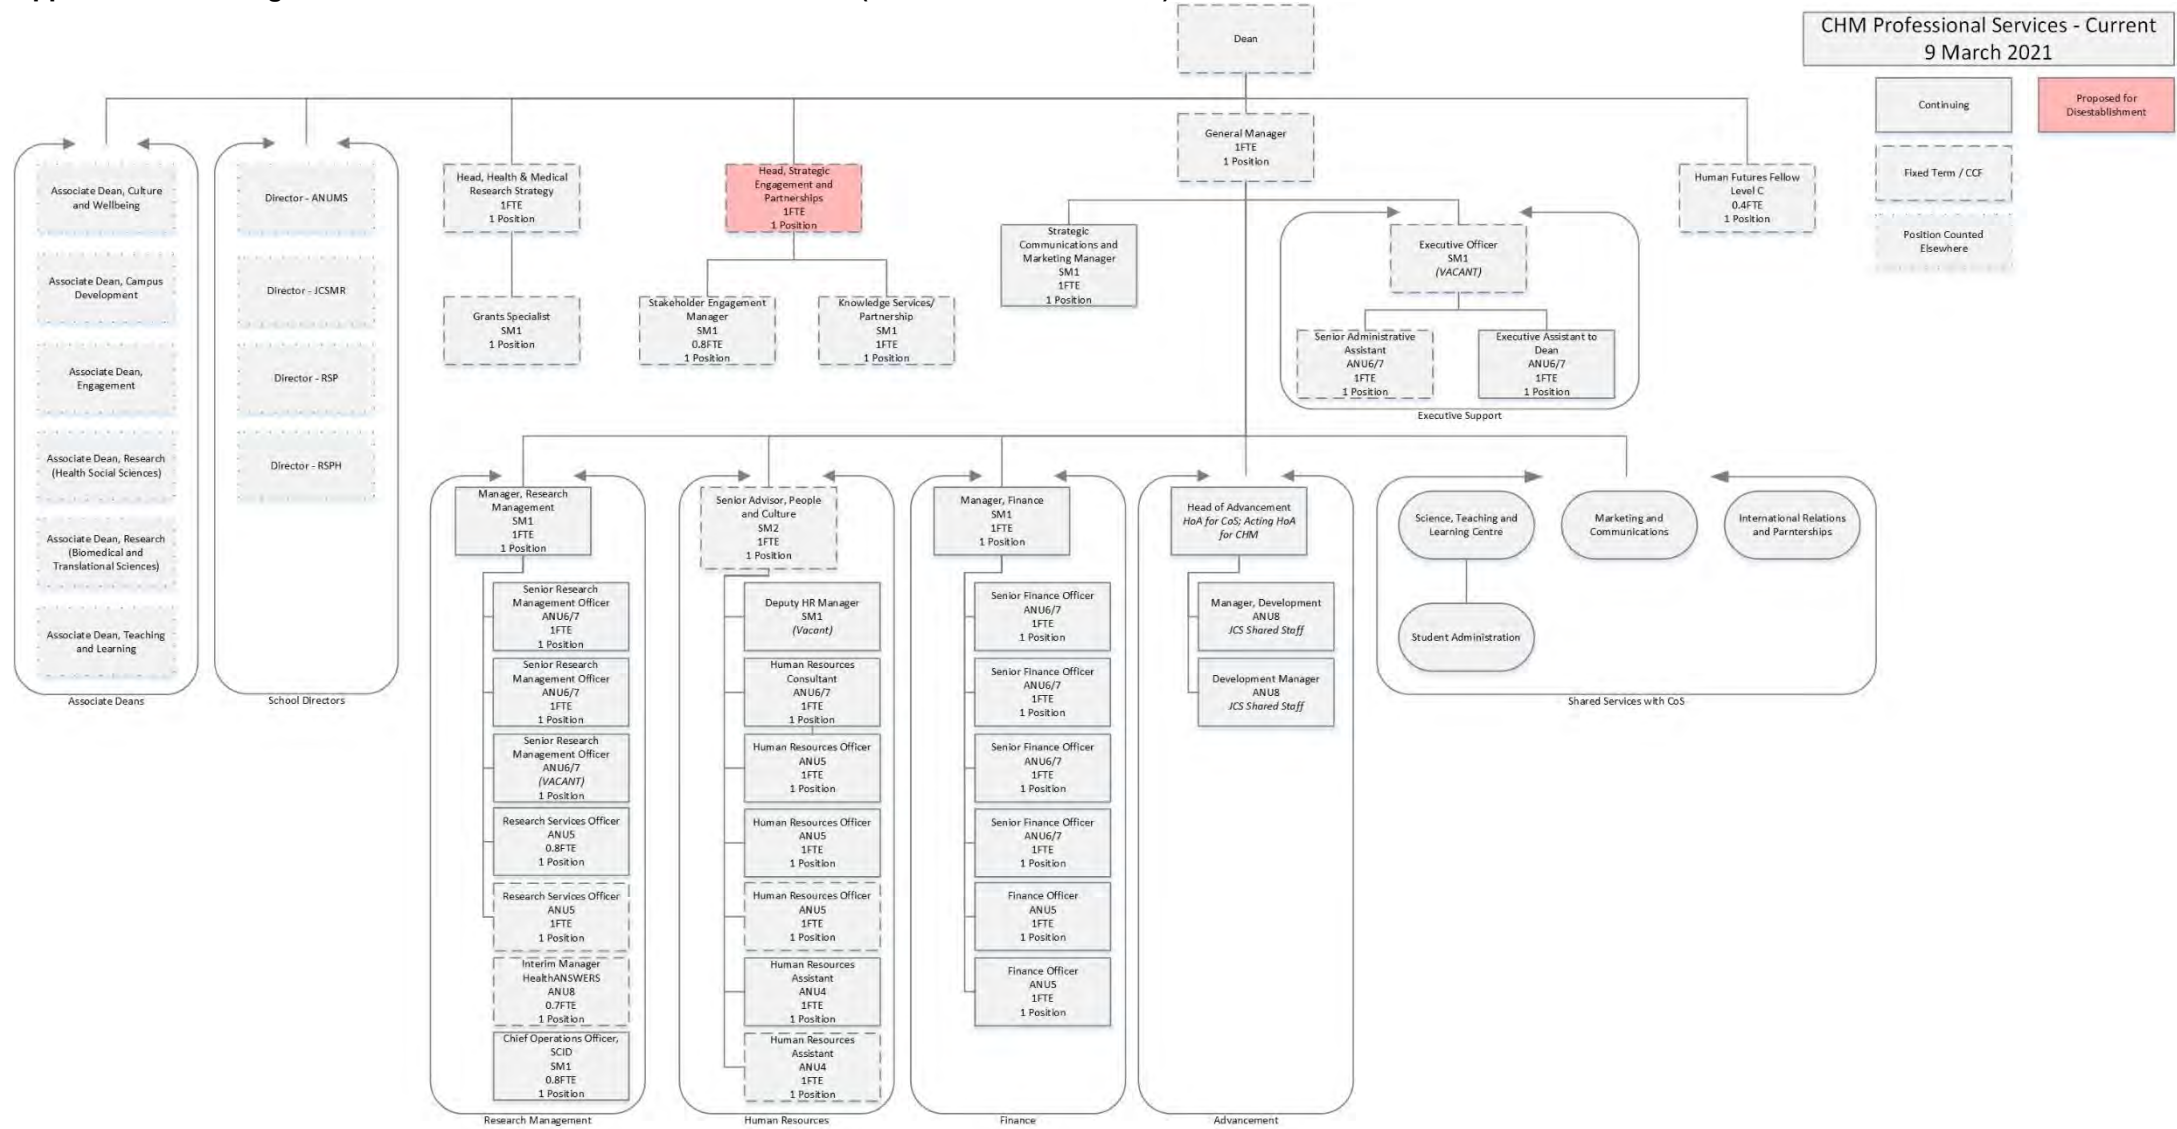 Dean
CHM Professional Services - Current
9 March 2021
Continuing
Proposed for
Disestablishment
Fixed Term / CCF
Position Counted
Elsewhere
General Manager
1FTE
1 Position
Associate Dean, Culture
and Wellbeing
Associate Dean, Campus
Development
Associate Dean,
Engagement
Associate Dean, Research
(Health Social Sciences)
Associate Dean, Research
(Biomedical and
Translational Sciences)
Associate Dean, Teaching
and Learning
Associate Deans
Director - ANUMS
Director - JCSMR
Director - RSP
Director - RSPH
School Directors
Head, Health & Medical
Research Strategy
1FTE
1 Position
Grants Specialist
SM1
1 Position
Head, Strategic
Engagement and
Partnerships
1FTE
1 Position
Stakeholder Engagement
Manager
SM1
0.8FTE
1 Position
Knowledge Services/
Partnership
SM1
1FTE
1 Position
Strategic
Communications and
Marketing Manager
SM1
1FTE
1 Position
Executive Officer
SM1
(VACANT)
Senior Administrative
Assistant
ANU6/7
1FTE
1 Position
Executive Assistant to
Dean
ANU6/7
1FTE
1 Position
Executive Support
Human Futures Fellow
Level C
0.4FTE
1 Position
Manager, Research
Management
SM1
1FTE
1 Position
Senior Research
Management Officer
ANU6/7
1FTE
1 Position
Senior Research
Management Officer
ANU6/7
1FTE
1 Position
Senior Research
Management Officer
ANU6/7
(VACANT)
1 Position
Research Services Officer
ANU5
0.8FTE
1 Position
Research Services Officer
ANU5
1FTE
1 Position
Interim Manager
HealthANSWERS
ANU8
0.7FTE
1 Position
Chief Operations Officer,
SCID
SM1
0.8FTE
1 Position
Research Management
Senior Advisor, People
and Culture
SM2
1FTE
1 Position
Deputy HR Manager
SM1
(Vacant)
Human Resources
Consultant
ANU6/7
1FTE
1 Position
Human Resources Officer
ANU5
1FTE
1 Position
Human Resources Officer
ANU5
1FTE
1 Position
Human Resources Officer
ANU5
1FTE
1 Position
Human Resources
Assistant
ANU4
1FTE
1 Position
Human Resources
Assistant
ANU4
1FTE
1 Position
Human Resources
Manager, Finance
SM1
1FTE
1 Position
Senior Finance Officer
ANU6/7
1FTE
1 Position
Senior Finance Officer
ANU6/7
1FTE
1 Position
Senior Finance Officer
ANU6/7
1FTE
1 Position
Senior Finance Officer
ANU6/7
1FTE
1 Position
Finance Officer
ANU5
1FTE
1 Position
Finance Officer
ANU5
1FTE
1 Position
Finance
Head of Advancement
HoA for CoS; Acting HoA
for CHM
Manager, Development
ANU8
JCS Shared Staff
Development Manager
ANU8
JCS Shared Staff
Advancement
Science, Teaching and
Learning Centre
Marketing and
Communications
International Relations
and Parnterships
Student Administration
Shared Services with CoS